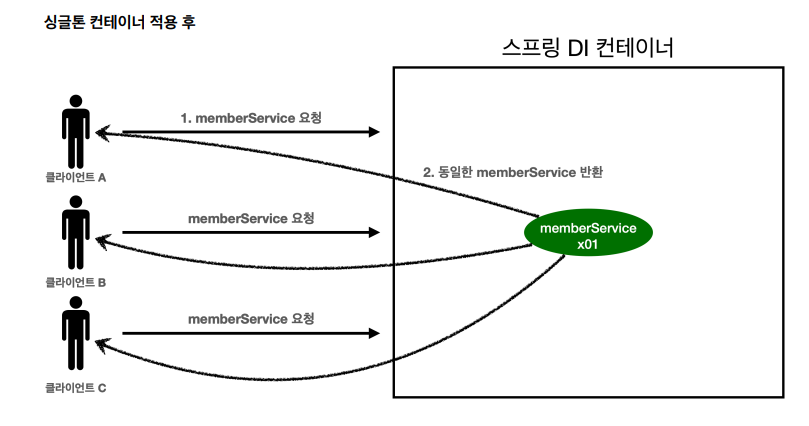 싱글톤 컨테이너 적용 후
스프링 DI 컨테이너
1. memberService 요청
2. 동일한 memberService 반환
클라이언트 A
memberService 요청
memberService
x01
클라이언트 B
memberService 요청
클라이언트 C